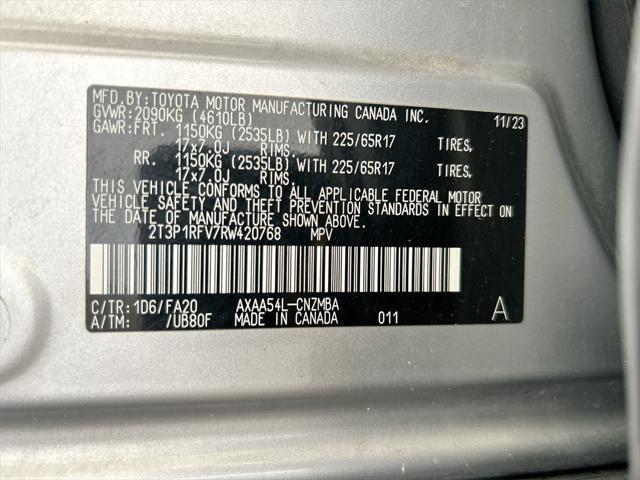 MFD.BY:TOYOTA MOTOR MANUFACTURING CANADA INC.
GVWR:2090KG (4610LB) 11/23
GAWR:FRT. 1150KG (2535LB) WITH 225/65R17 TIRES,
17x7.0J RIMS.
RR. 1150KG (2535LB) WITH 225/65R17 TIRES,
17x7.0J RIMS.
THIS VEHICLE CONFORMS TO ALL APPLICABLE FEDERAL MOTOR
VEHICLE SAFETY AND THEFT PREVENTION STANDARDS IN EFFECT ON
THE DATE OF MANUFACTURE SHOWN ABOVE.
2T3P1RFV7RW420768 MPV
C/TR:1D6/FA20 AXAA54L-CNZMBA
A/TM: /UB80F MADE IN CANADA 011 A